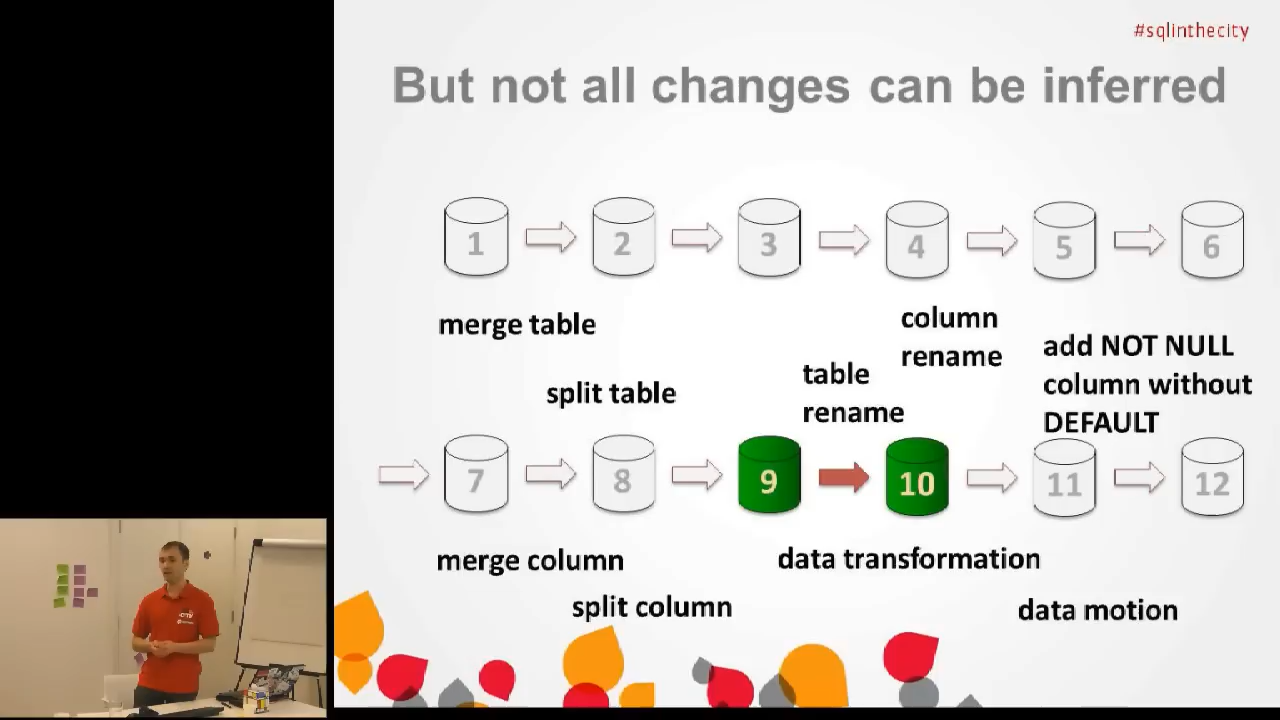 #sqlinthecity
But not all changes can be inferred
1
2
3
4
5
6
merge table
split table
table
rename
column
rename
add NOT NULL
column without
DEFAULT
7
8
9
10
11
12
merge column
split column
data transformation
data motion